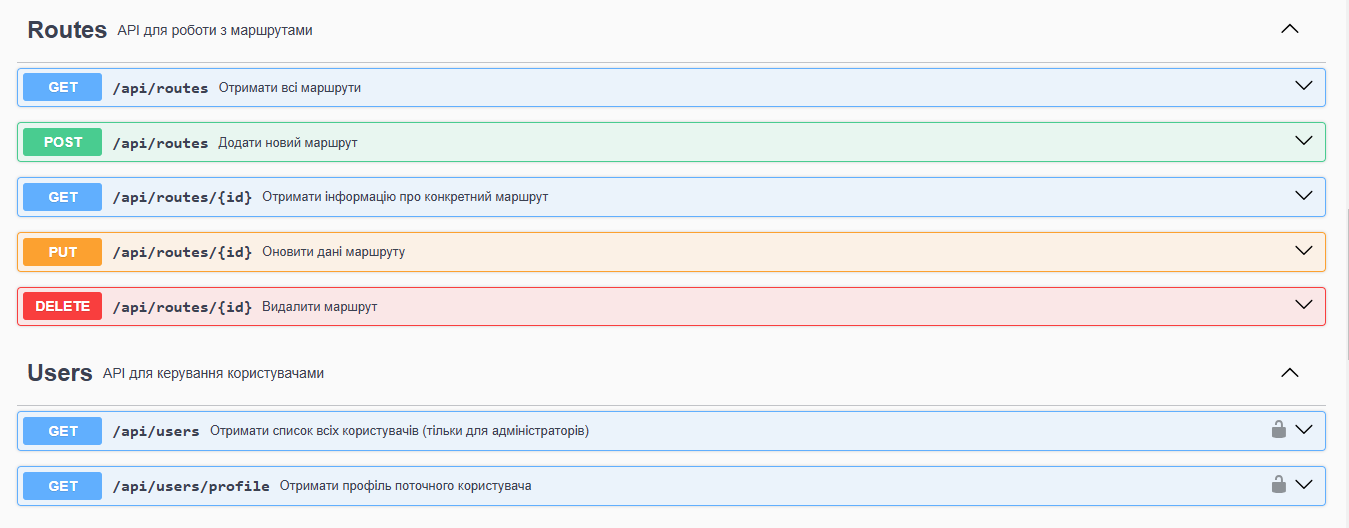 Routes API для роботи з маршрутами
GET /api/routes Отримати всі маршрути
POST /api/routes Додати новий маршрут
GET /api/routes/{id} Отримати інформацію про конкретний маршрут
PUT /api/routes/{id} Оновити дані маршруту
DELETE /api/routes/{id} Видалити маршрут
Users API для керування користувачами
GET /api/users Отримати список всіх користувачів (тільки для адміністраторів)
GET /api/users/profile Отримати профіль поточного користувача